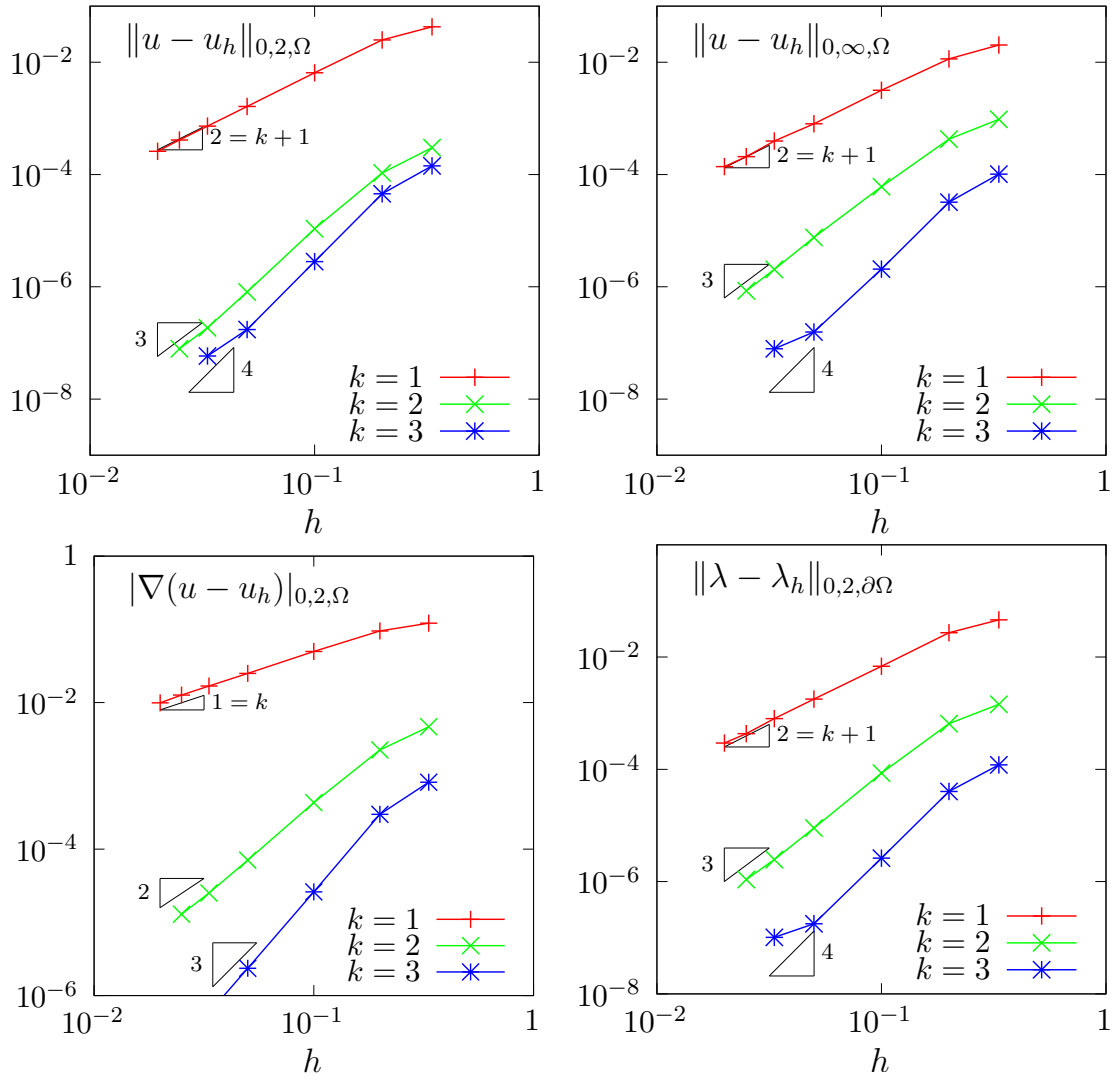 ‖u − u_h‖_{0,2,Ω}
10^{-2}
10^{-4}
10^{-6}
10^{-8}
2 = k + 1
3
4
k = 1
k = 2
k = 3
10^{-2}
10^{-1}
1
h
‖u − u_h‖_{0,∞,Ω}
10^{-2}
10^{-4}
10^{-6}
10^{-8}
2 = k + 1
3
4
k = 1
k = 2
k = 3
10^{-2}
10^{-1}
1
h
|∇(u − u_h)|_{0,2,Ω}
1
10^{-2}
10^{-4}
10^{-6}
1 = k
2
3
k = 1
k = 2
k = 3
10^{-2}
10^{-1}
1
h
‖λ − λ_h‖_{0,2,∂Ω}
10^{-2}
10^{-4}
10^{-6}
10^{-8}
2 = k + 1
3
4
k = 1
k = 2
k = 3
10^{-2}
10^{-1}
1
h